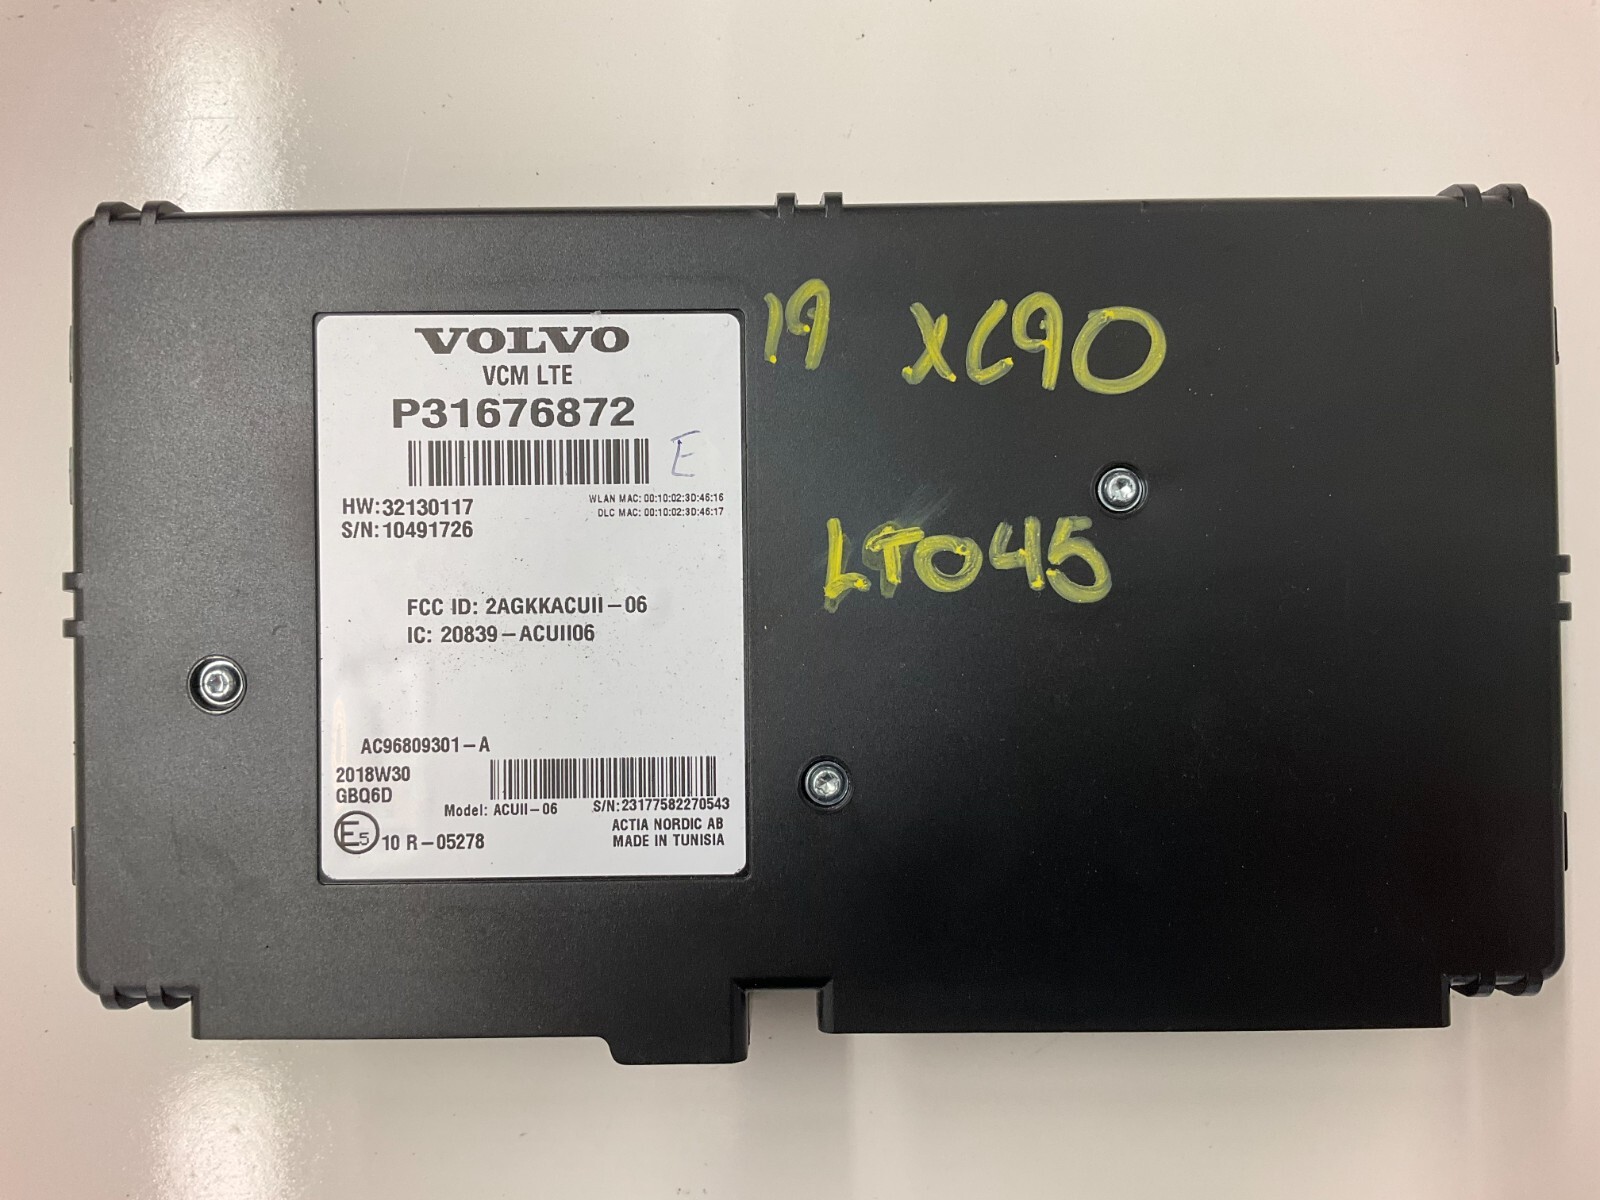 VOLVO
VCM LTE
P31676872
E
HW:32130117
S/N:10491726
WLAN MAC: 00:10:02:3D:46:16
DLC MAC: 00:10:02:3D:46:17
FCC ID: 2AGKKACUII-06
IC: 20839-ACUII06
AC96809301-A
2018W30
GBQ6D
Model: ACUII-06
S/N:23177582270543
E5 10 R-05278
ACTIA NORDIC AB
MADE IN TUNISIA
19 XC90
LT045